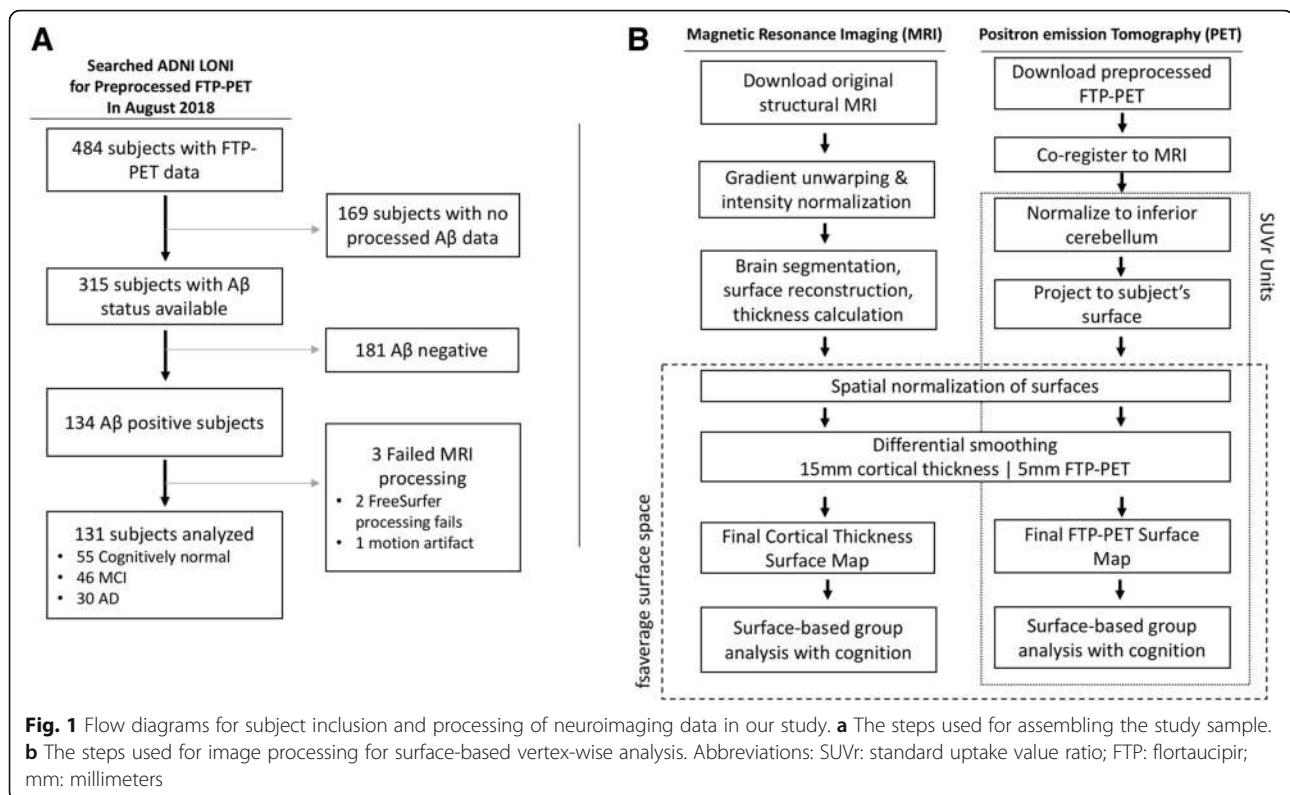 A
Searched ADNI LONI
for Preprocessed FTP-PET
In August 2018
484 subjects with FTP-
PET data
169 subjects with no
processed Aβ data
315 subjects with Aβ
status available
181 Aβ negative
134 Aβ positive subjects
3 Failed MRI
processing
• 2 FreeSurfer
processing fails
• 1 motion artifact
131 subjects analyzed
• 55 Cognitively normal
• 46 MCI
• 30 AD
B
Magnetic Resonance Imaging (MRI)
Positron emission Tomography (PET)
Download original
structural MRI
Download preprocessed
FTP-PET
Co-register to MRI
Gradient unwarping &
intensity normalization
Normalize to inferior
cerebellum
SUVr Units
Brain segmentation,
surface reconstruction,
thickness calculation
Project to subject's
surface
Spatial normalization of surfaces
Differential smoothing
15mm cortical thickness | 5mm FTP-PET
fsaverage surface space
Final Cortical Thickness
Surface Map
Final FTP-PET Surface
Map
Surface-based group
analysis with cognition
Surface-based group
analysis with cognition
Fig. 1 Flow diagrams for subject inclusion and processing of neuroimaging data in our study. a The steps used for assembling the study sample.
b The steps used for image processing for surface-based vertex-wise analysis. Abbreviations: SUVr: standard uptake value ratio; FTP: flortaucipir;
mm: millimeters